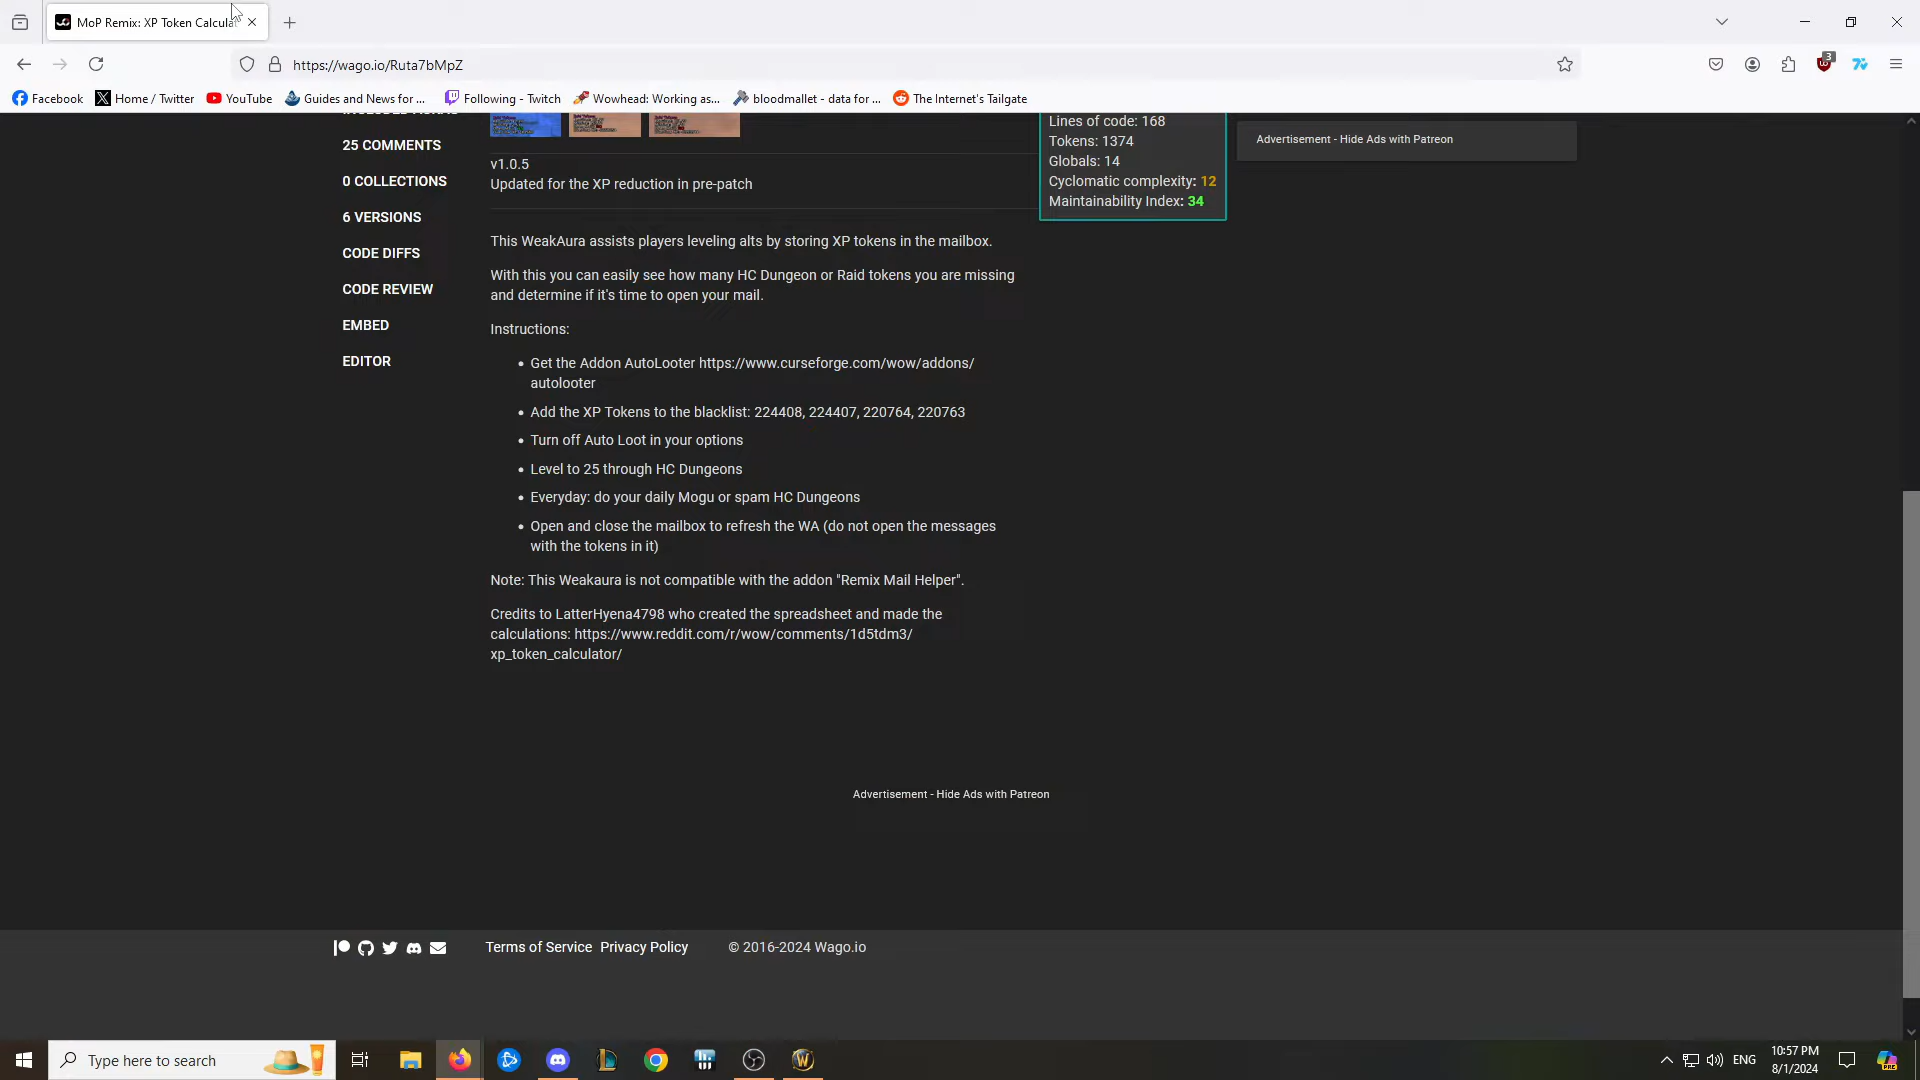 MoP Remix: XP Token Calcula
https://wago.io/Ruta7bMpZ
3
Facebook
Home / Twitter
YouTube
Guides and News for ...
Following - Twitch
Wowhead: Working as...
bloodmallet - data for ...
The Internet's Tailgate
25 COMMENTS
0 COLLECTIONS
6 VERSIONS
CODE DIFFS
CODE REVIEW
EMBED
EDITOR
v1.0.5
Updated for the XP reduction in pre-patch
This WeakAura assists players leveling alts by storing XP tokens in the mailbox.
With this you can easily see how many HC Dungeon or Raid tokens you are missing
and determine if it's time to open your mail.
Instructions:
• Get the Addon AutoLooter https://www.curseforge.com/wow/addons/
autolooter
• Add the XP Tokens to the blacklist: 224408, 224407, 220764, 220763
• Turn off Auto Loot in your options
• Level to 25 through HC Dungeons
• Everyday: do your daily Mogu or spam HC Dungeons
• Open and close the mailbox to refresh the WA (do not open the messages
with the tokens in it)
Note: This Weakaura is not compatible with the addon "Remix Mail Helper".
Credits to LatterHyena4798 who created the spreadsheet and made the
calculations: https://www.reddit.com/r/wow/comments/1d5tdm3/
xp_token_calculator/
Lines of code: 168
Tokens: 1374
Globals: 14
Cyclomatic complexity: 12
Maintainability Index: 34
Advertisement - Hide Ads with Patreon
Advertisement - Hide Ads with Patreon
Terms of Service Privacy Policy © 2016-2024 Wago.io
Type here to search
ENG
10:57 PM
8/1/2024